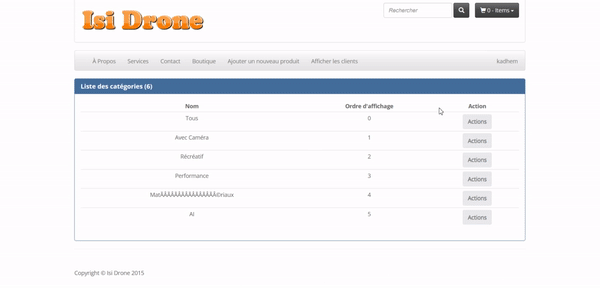 Isi Drone
Rechercher
0 - Items
À Propos Services Contact Boutique Ajouter un nouveau produit Afficher les clients kadhem
Liste des catégories (6)
Nom Ordre d'affichage Action
Tous 0 Actions
Avec Caméra 1 Actions
Récréatif 2 Actions
Performance 3 Actions
4 Actions
AI 5 Actions
Copyright © Isi Drone 2015